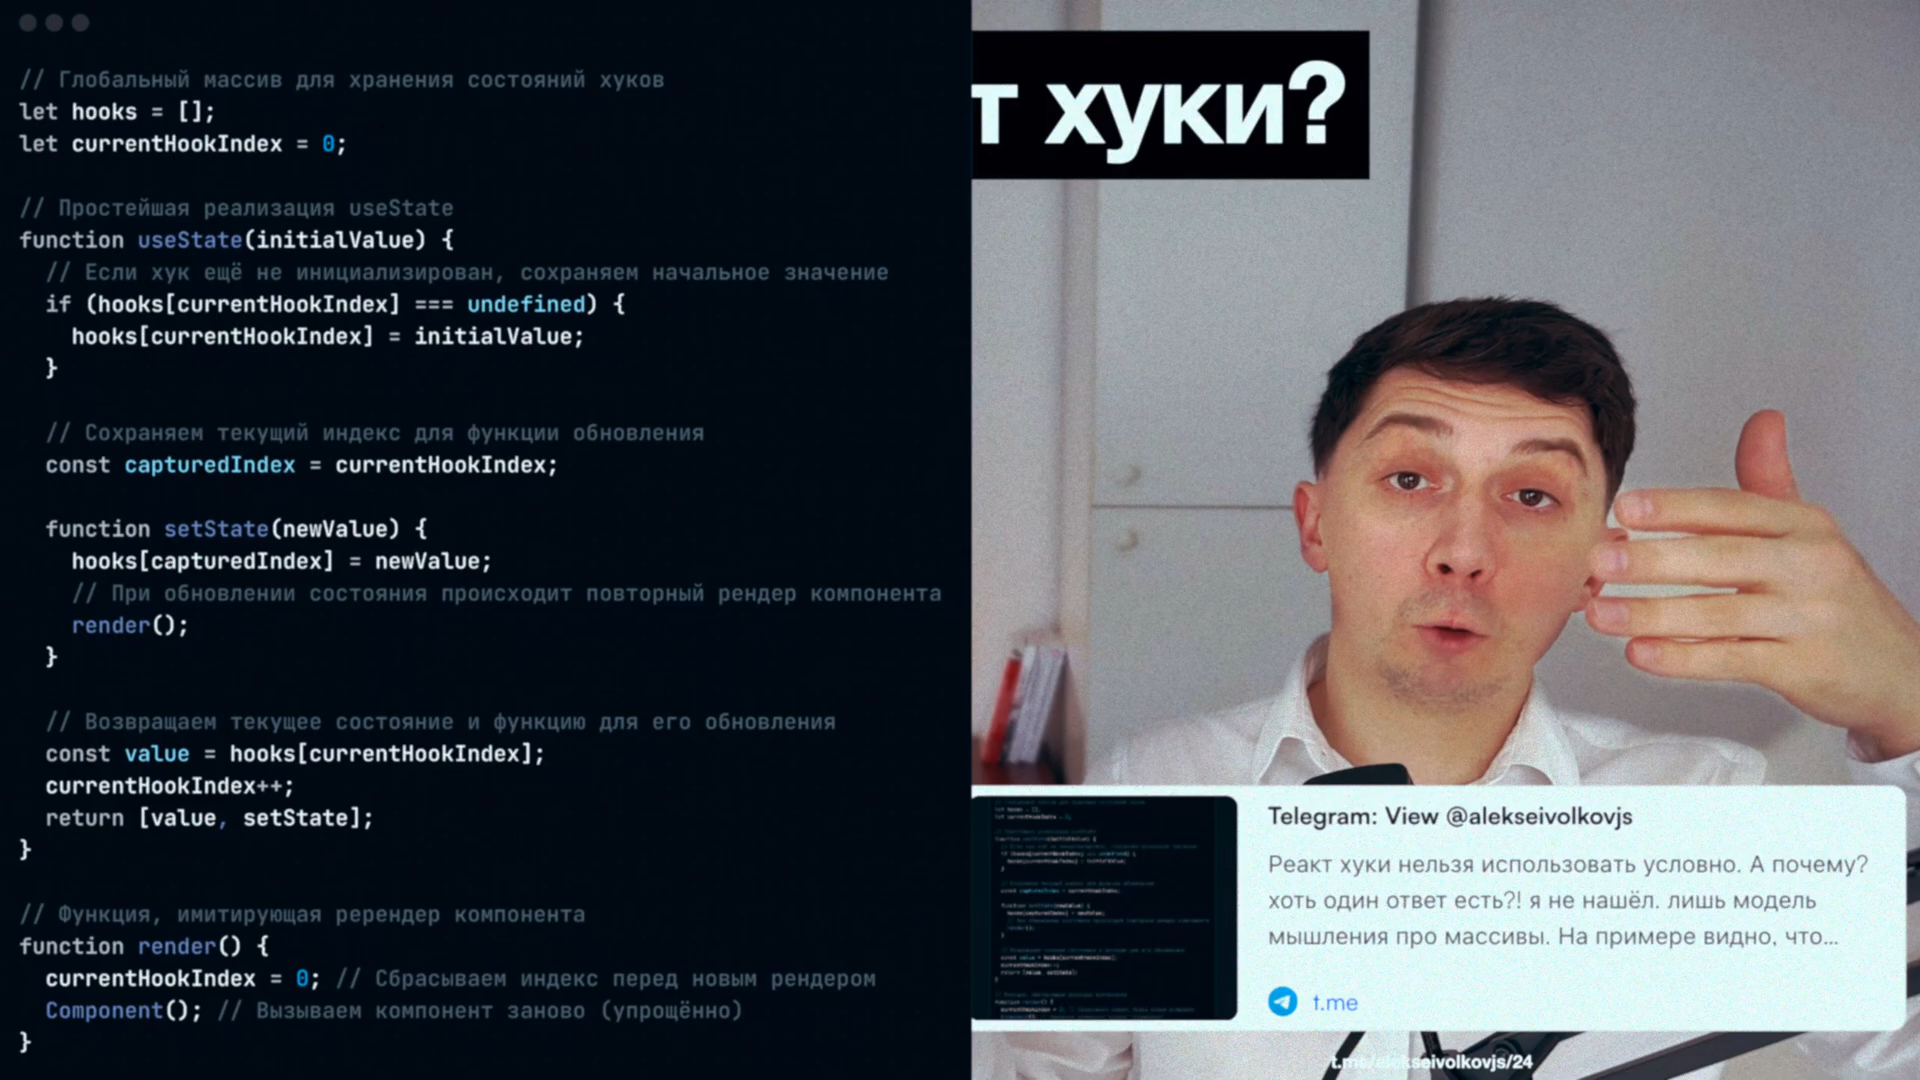 // Глобальный массив для хранения состояний хуков
let hooks = [];
let currentHookIndex = 0;
// Простейшая реализация useState
function useState(initialValue) {
// Если хук ещё не инициализирован, сохраняем начальное значение
if (hooks[currentHookIndex] === undefined) {
hooks[currentHookIndex] = initialValue;
}
// Сохраняем текущий индекс для функции обновления
const capturedIndex = currentHookIndex;
function setState(newValue) {
hooks[capturedIndex] = newValue;
// При обновлении состояния происходит повторный рендер компонента
render();
}
// Возвращаем текущее состояние и функцию для его обновления
const value = hooks[currentHookIndex];
currentHookIndex++;
return [value, setState];
}
// Функция, имитирующая ререндер компонента
function render() {
currentHookIndex = 0; // Сбрасываем индекс перед новым рендером
Component(); // Вызываем компонент заново (упрощённо)
}
т хуки?
Telegram: View @alekseivolkovjs
Реакт хуки нельзя использовать условно. А почему?
хоть один ответ есть?! я не нашёл. лишь модель
мышления про массивы. На примере видно, что...
t.me
t.me/alekseivolkovjs/24